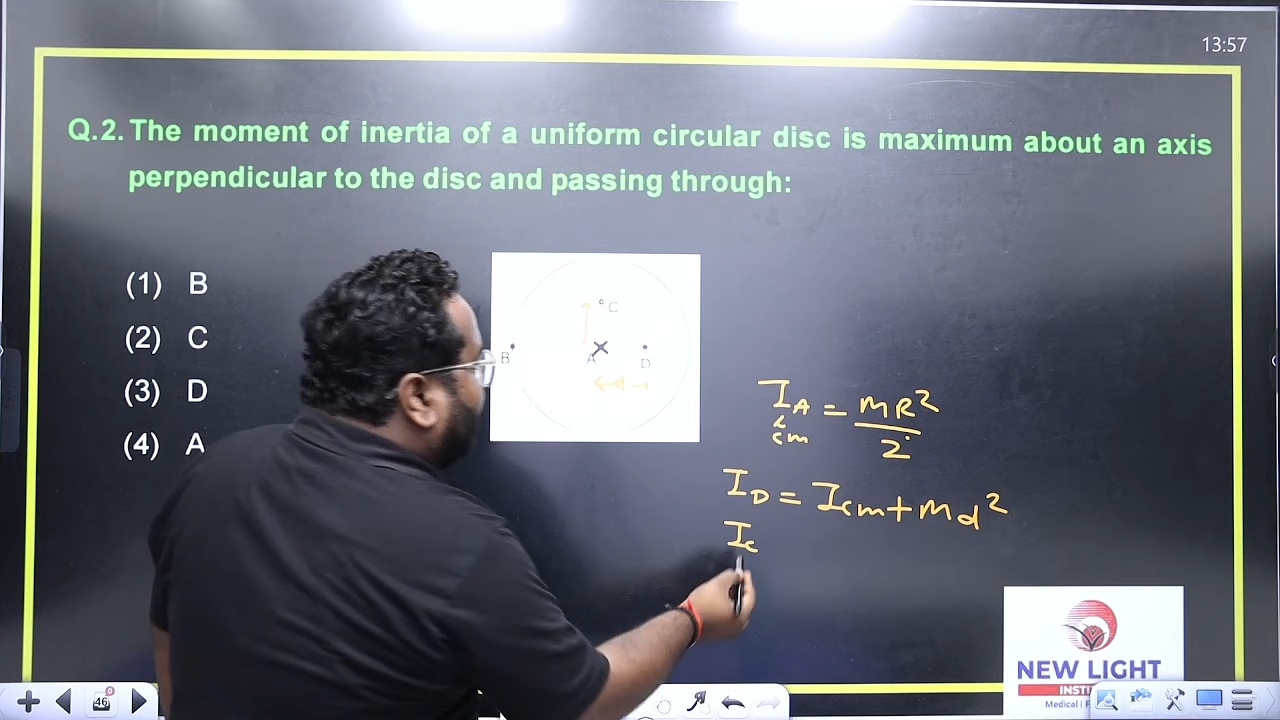 13:57
Q.2. The moment of inertia of a uniform circular disc is maximum about an axis
perpendicular to the disc and passing through:
(1) B
(2) C
(3) D
(4) A
C
B
A
D
d
I_A = MR²/2
cm
I_D = I_cm + Md²
I_c
NEW LIGHT
46
0